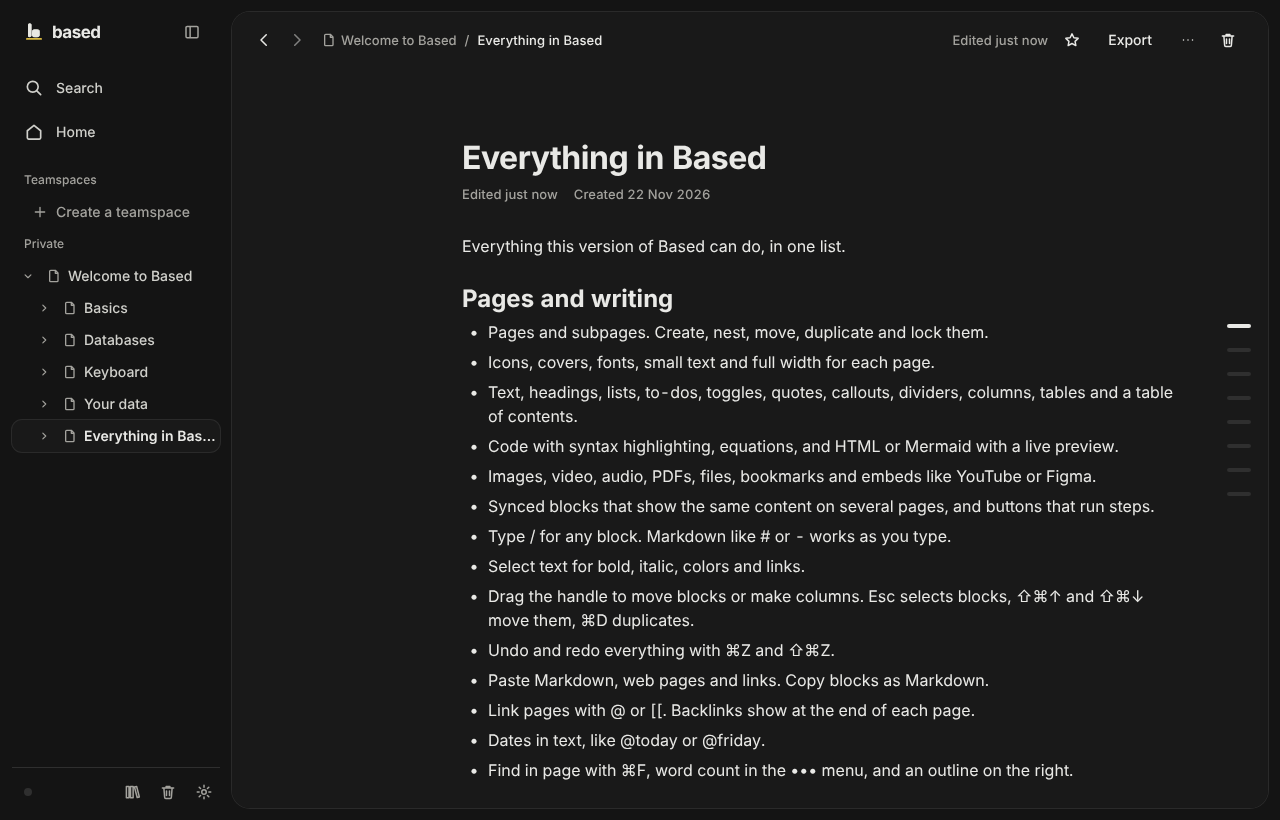 based
Search
Home
Teamspaces
Create a teamspace
Private
Welcome to Based
Basics
Databases
Keyboard
Your data
Everything in Bas...
Welcome to Based / Everything in Based
Edited just now
Export
Everything in Based
Edited just now Created 22 Nov 2026
Everything this version of Based can do, in one list.
Pages and writing
• Pages and subpages. Create, nest, move, duplicate and lock them.
• Icons, covers, fonts, small text and full width for each page.
• Text, headings, lists, to-dos, toggles, quotes, callouts, dividers, columns, tables and a table
of contents.
• Code with syntax highlighting, equations, and HTML or Mermaid with a live preview.
• Images, video, audio, PDFs, files, bookmarks and embeds like YouTube or Figma.
• Synced blocks that show the same content on several pages, and buttons that run steps.
• Type / for any block. Markdown like # or - works as you type.
• Select text for bold, italic, colors and links.
• Drag the handle to move blocks or make columns. Esc selects blocks, ⇧⌘↑ and ⇧⌘↓
move them, ⌘D duplicates.
• Undo and redo everything with ⌘Z and ⇧⌘Z.
• Paste Markdown, web pages and links. Copy blocks as Markdown.
• Link pages with @ or [[. Backlinks show at the end of each page.
• Dates in text, like @today or @friday.
• Find in page with ⌘F, word count in the ••• menu, and an outline on the right.